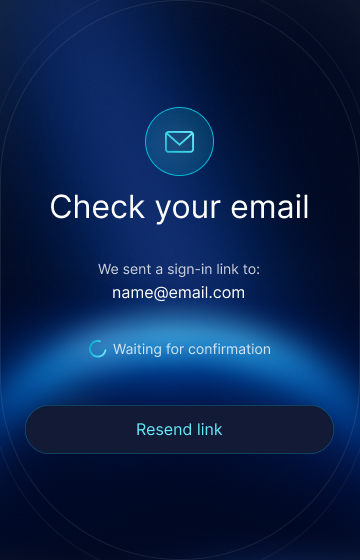 Check your email
We sent a sign-in link to:
name@email.com
Waiting for confirmation
Resend link